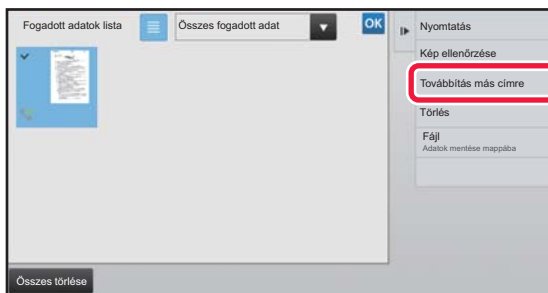 Fogadott adatok lista
Összes fogadott adat
OK
Nyomtatás
Kép ellenőrzése
Továbbítás más címre
Törlés
Fájl
Adatok mentése mappába
Összes törlése